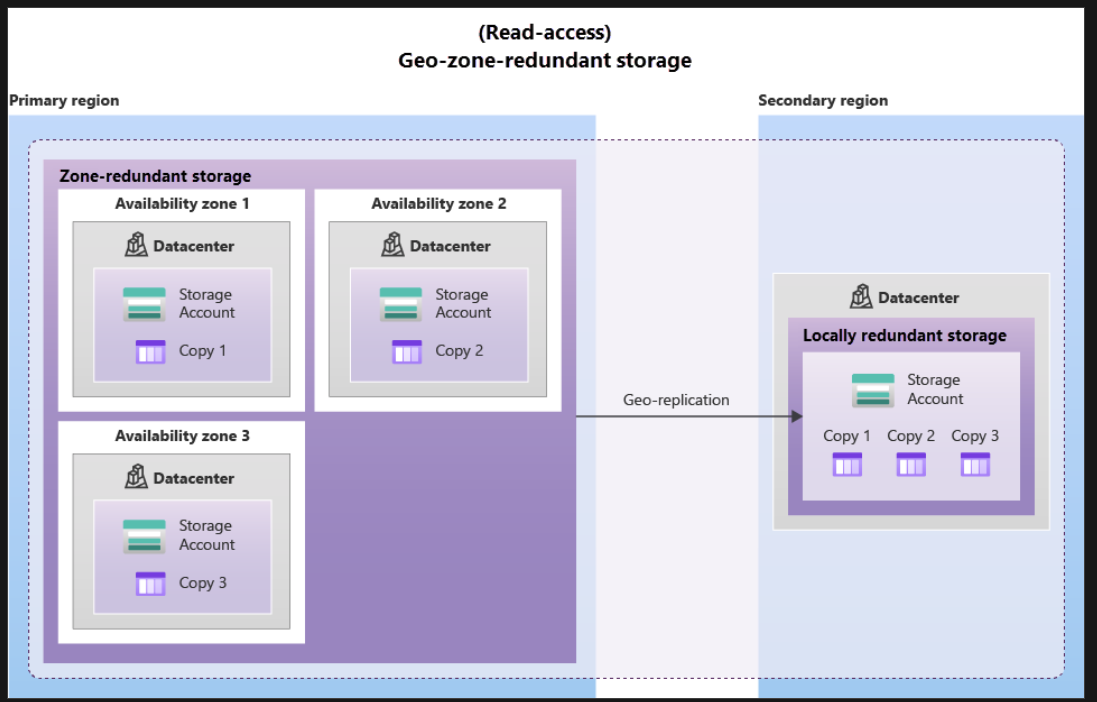 (Read-access)
Geo-zone-redundant storage
Primary region
Secondary region
Zone-redundant storage
Availability zone 1
Datacenter
Storage
Account
Copy 1
Availability zone 2
Datacenter
Storage
Account
Copy 2
Availability zone 3
Datacenter
Storage
Account
Copy 3
Geo-replication
Datacenter
Locally redundant storage
Storage
Account
Copy 1
Copy 2
Copy 3